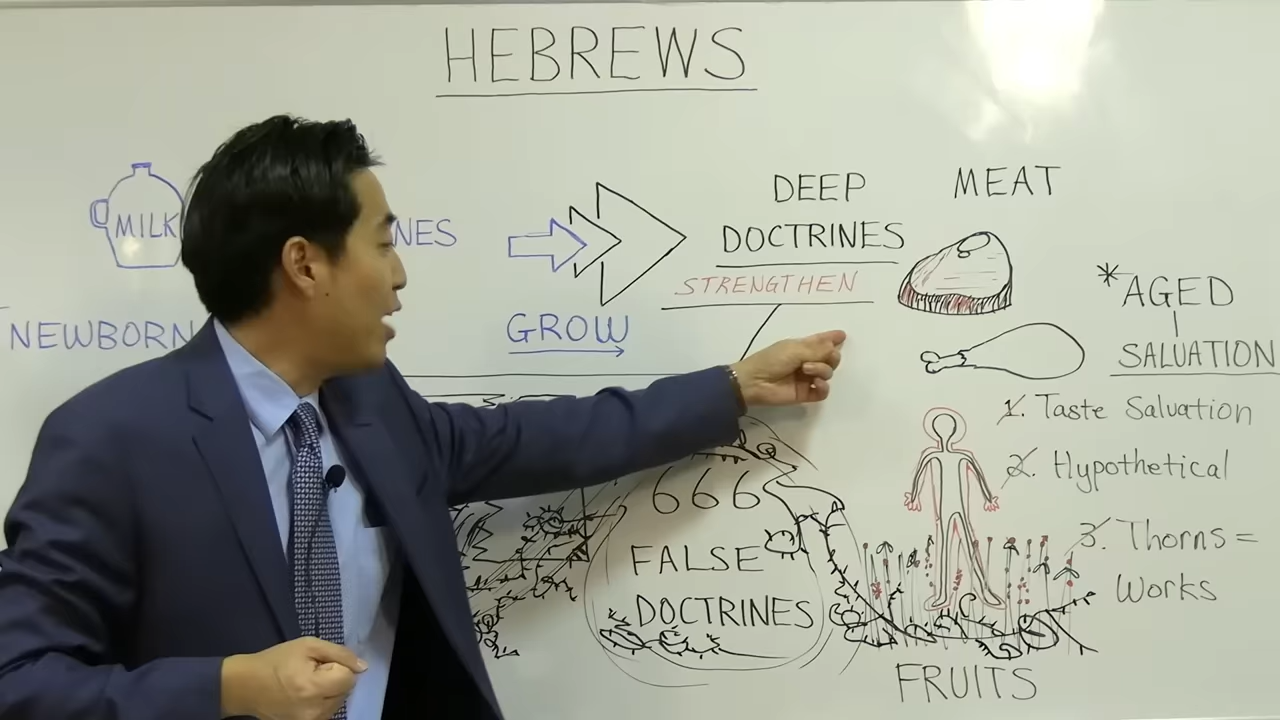 HEBREWS
MILK
NES
NEWBORN
GROW
DEEP
DOCTRINES
STRENGTHEN
MEAT
*AGED
SALVATION
1. Taste Salvation
2. Hypothetical
3. Thorns =
Works
666
FALSE
DOCTRINES
FRUITS